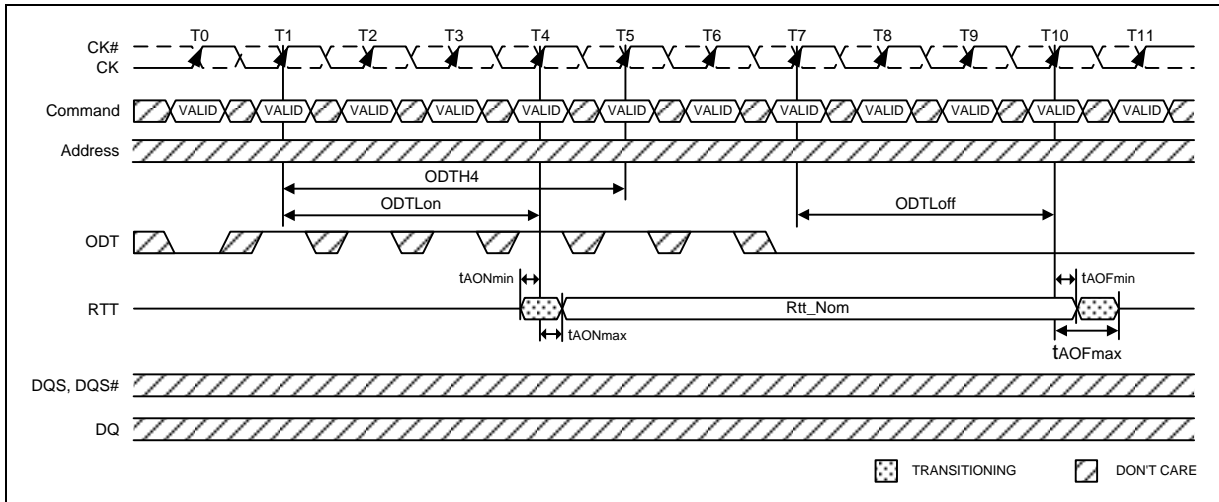 T0 T1 T2 T3 T4 T5 T6 T7 T8 T9 T10 T11
CK#
CK
Command VALID VALID VALID VALID VALID VALID VALID VALID VALID VALID VALID VALID
Address
ODTH4
ODTLon ODTLoff
ODT
tAONmin tAOFmin
RTT Rtt_Nom
tAONmax tAOFmax
DQS, DQS#
DQ
TRANSITIONING DON'T CARE